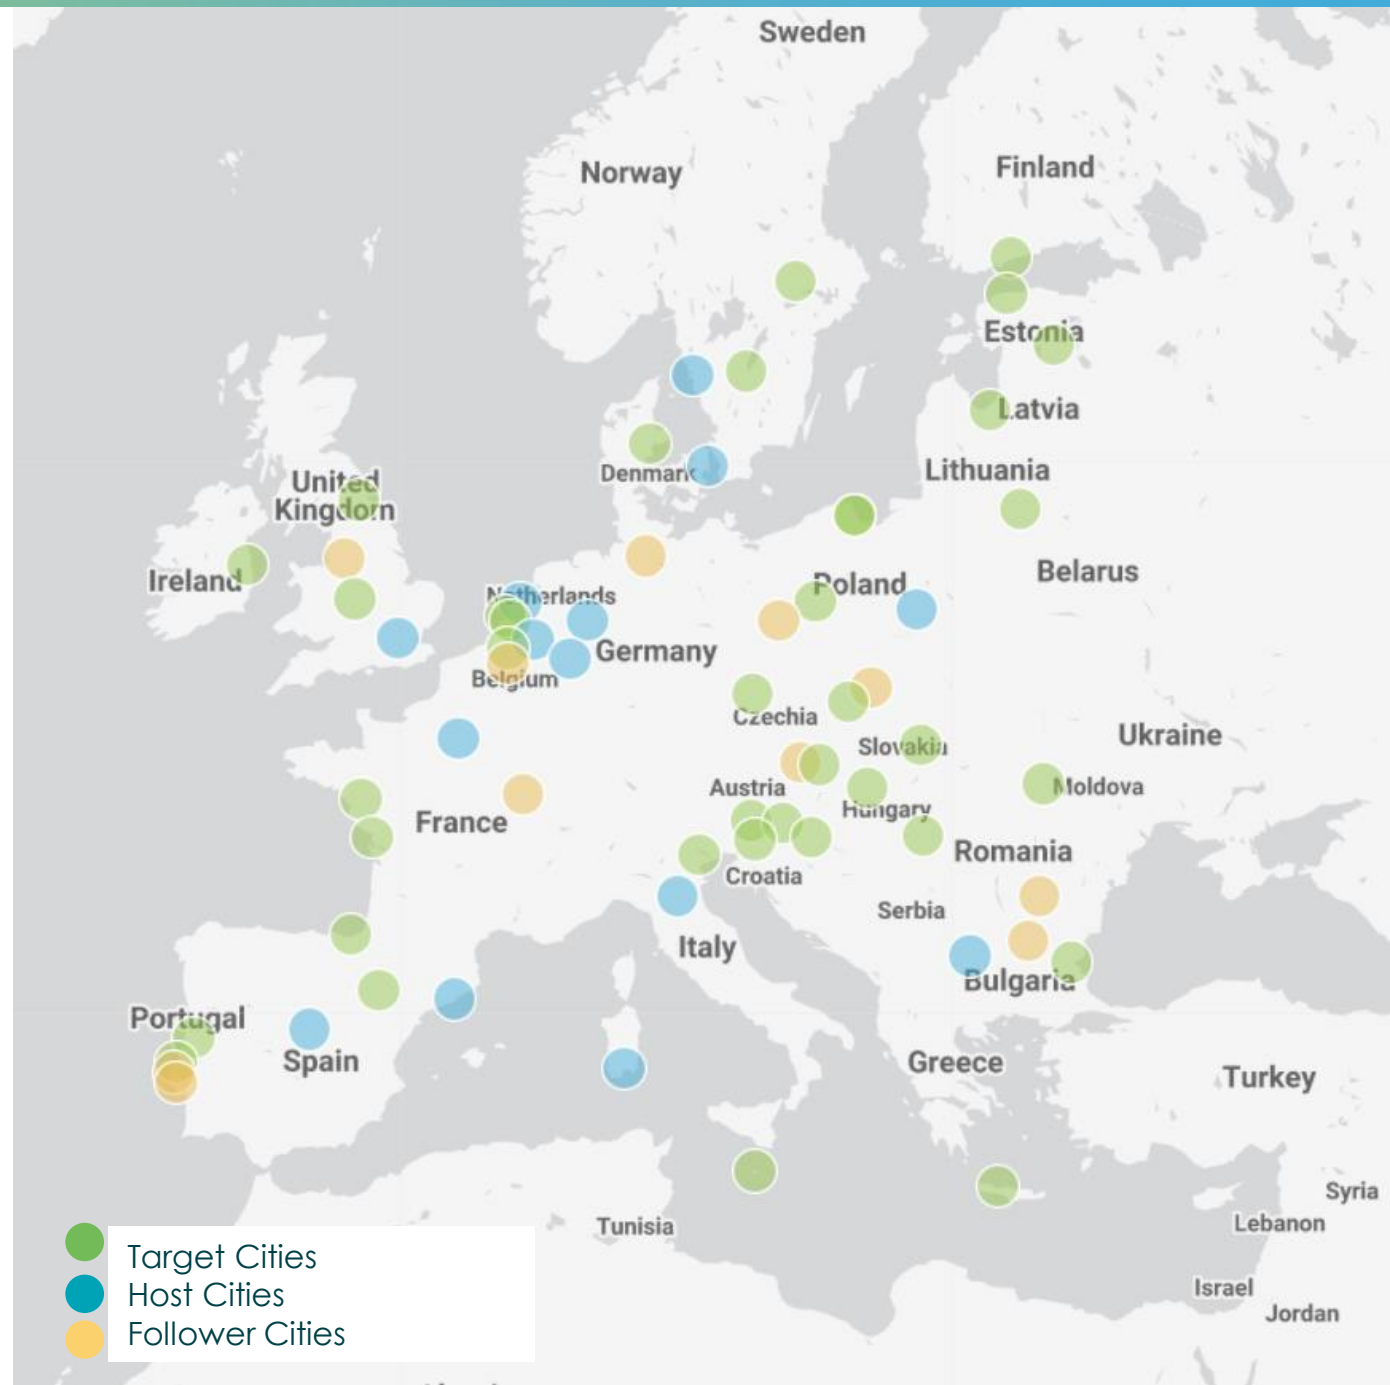 Sweden
Norway
Finland
Estonia
Latvia
Lithuania
Denmark
United
Kingdom
Ireland
Belarus
Netherlands
Poland
Germany
Belgium
Czechia
Ukraine
Slovakia
Austria
Moldova
Hungary
France
Romania
Croatia
Serbia
Italy
Bulgaria
Portugal
Spain
Greece
Turkey
Syria
Lebanon
Tunisia
Israel
Jordan
Target Cities
Host Cities
Follower Cities